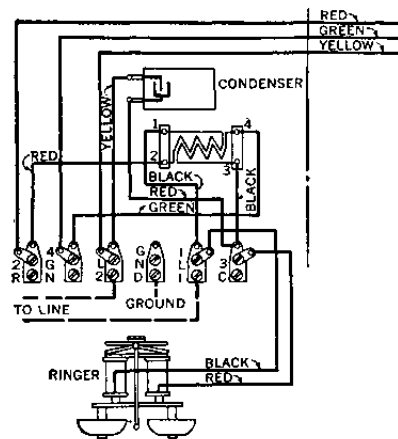 RED
GREEN
YELLOW
CONDENSER
YELLOW
1
4
2
3
RED
BLACK
RED
GREEN
BLACK
2 R
4 G N
L 2
G N D
L 1
3 C
TO LINE
GROUND
BLACK
RED
RINGER